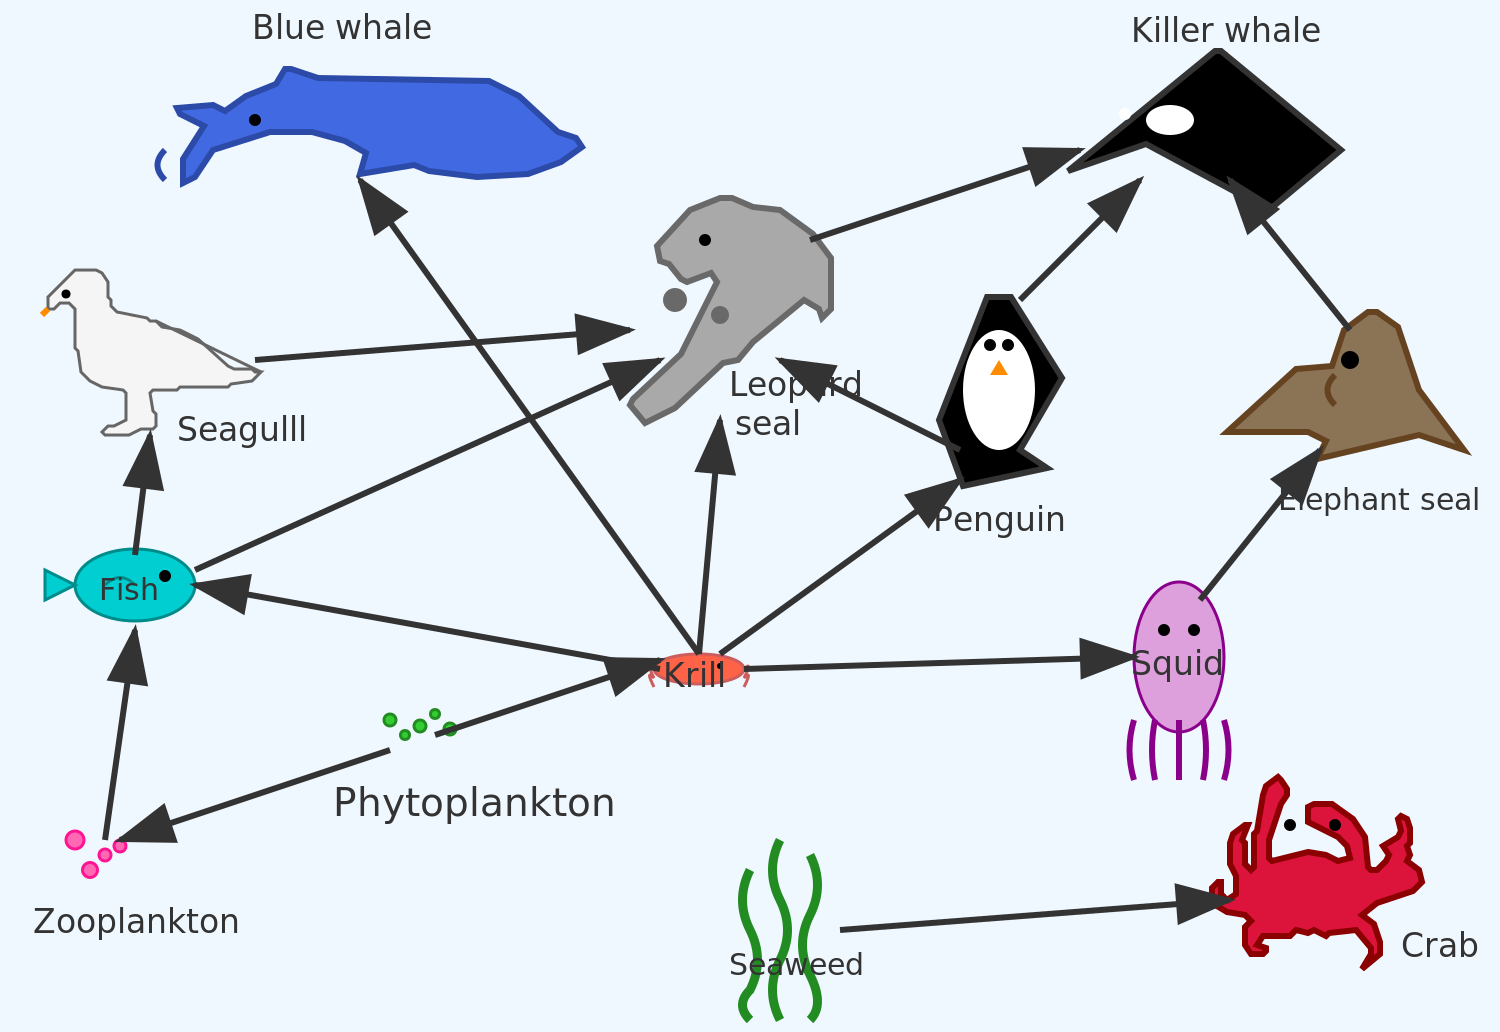 Blue whale
Killer whale
Leopard
seal
Seagulll
Penguin
Elephant seal
Fish
Krill
Squid
Phytoplankton
Zooplankton
Seaweed
Crab